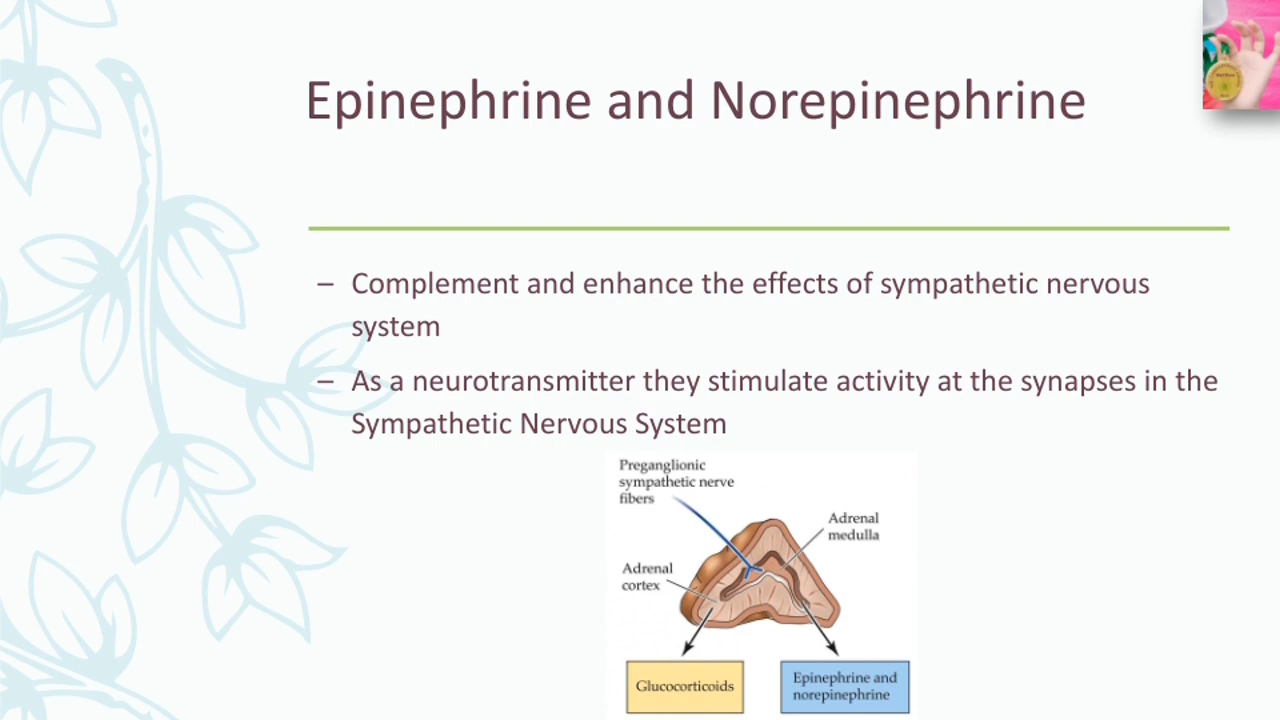 Epinephrine and Norepinephrine
– Complement and enhance the effects of sympathetic nervous
system
– As a neurotransmitter they stimulate activity at the synapses in the
Sympathetic Nervous System
Preganglionic
sympathetic nerve
fibers
Adrenal
medulla
Adrenal
cortex
Glucocorticoids
Epinephrine and
norepinephrine